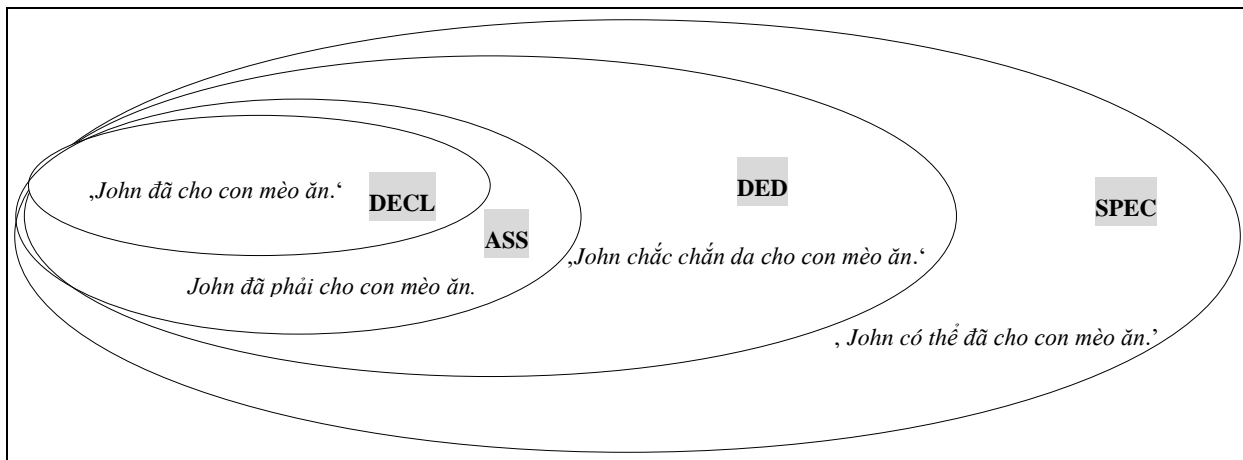 ‚John đã cho con mèo ăn.‘
DECL
ASS
John đã phải cho con mèo ăn.
DED
‚John chắc chắn da cho con mèo ăn.‘
SPEC
‚ John có thể đã cho con mèo ăn.’